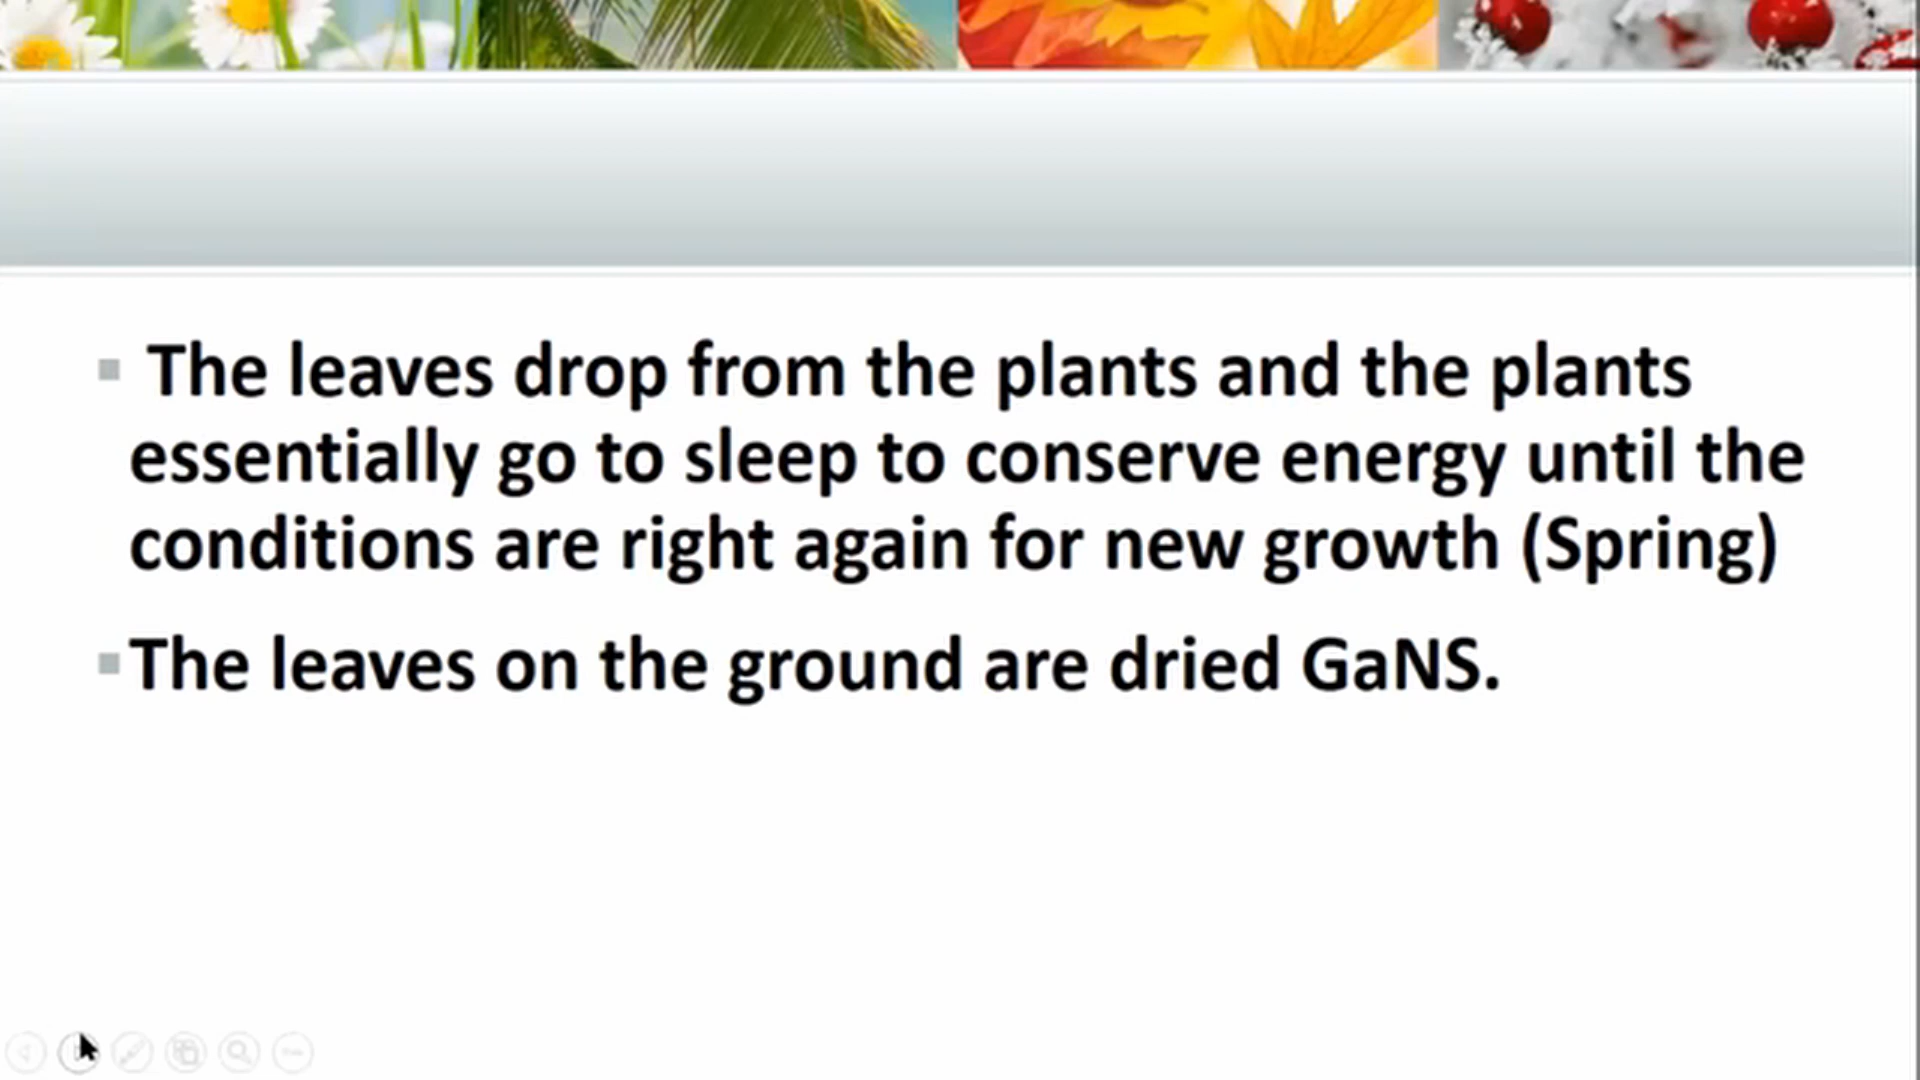 The leaves drop from the plants and the plants
essentially go to sleep to conserve energy until the
conditions are right again for new growth (Spring)
The leaves on the ground are dried GaNS.